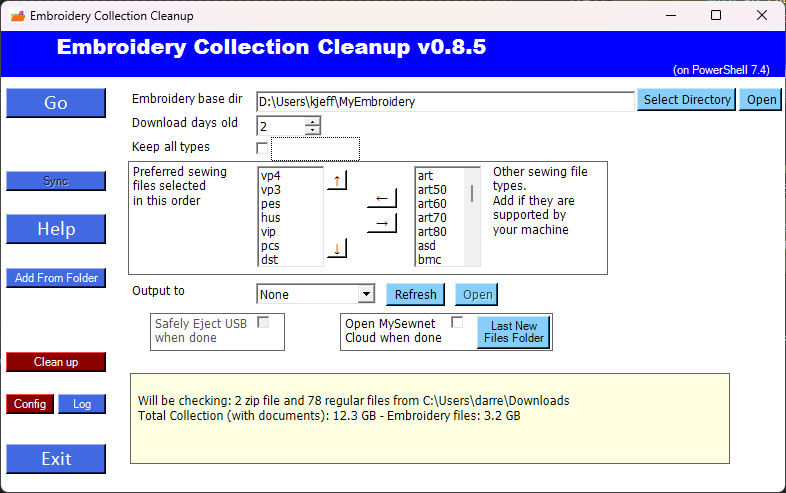 Embroidery Collection Cleanup
Embroidery Collection Cleanup v0.8.5
(on PowerShell 7.4)
Go
Embroidery base dir
D:\Users\kjeff\MyEmbroidery
Select Directory
Open
Download days old
2
Keep all types
Sync
Help
Add From Folder
Clean up
Config
Log
Exit
Preferred sewing
files selected
in this order
vp4
vp3
pes
hus
vip
pcs
dst
↑
↓
←
→
art
art50
art60
art70
art80
asd
bmc
Other sewing file
types.
Add if they are
supported by
your machine
Output to
None
Refresh
Open
Safely Eject USB
when done
Open MySewnet
Cloud when done
Last New
Files Folder
Will be checking: 2 zip file and 78 regular files from C:\Users\darre\Downloads
Total Collection (with documents): 12.3 GB - Embroidery files: 3.2 GB